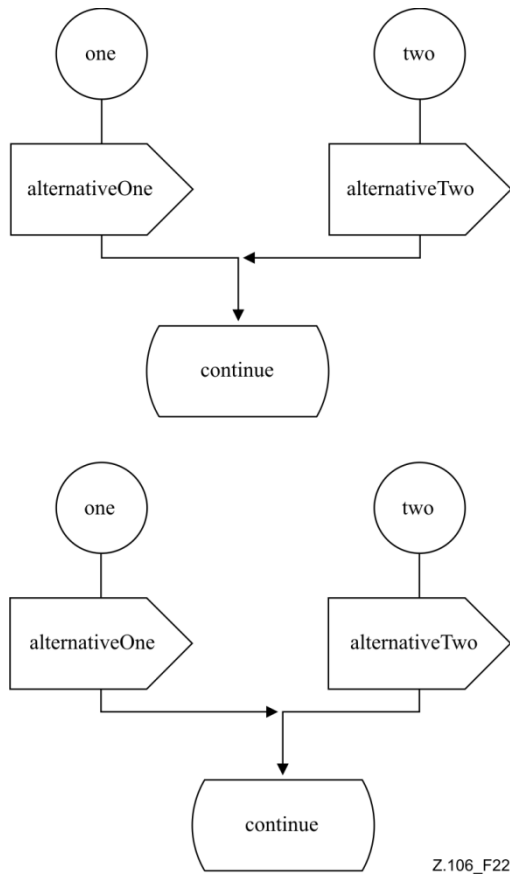 one
two
alternativeOne
alternativeTwo
continue
one
two
alternativeOne
alternativeTwo
continue
Z.106_F22